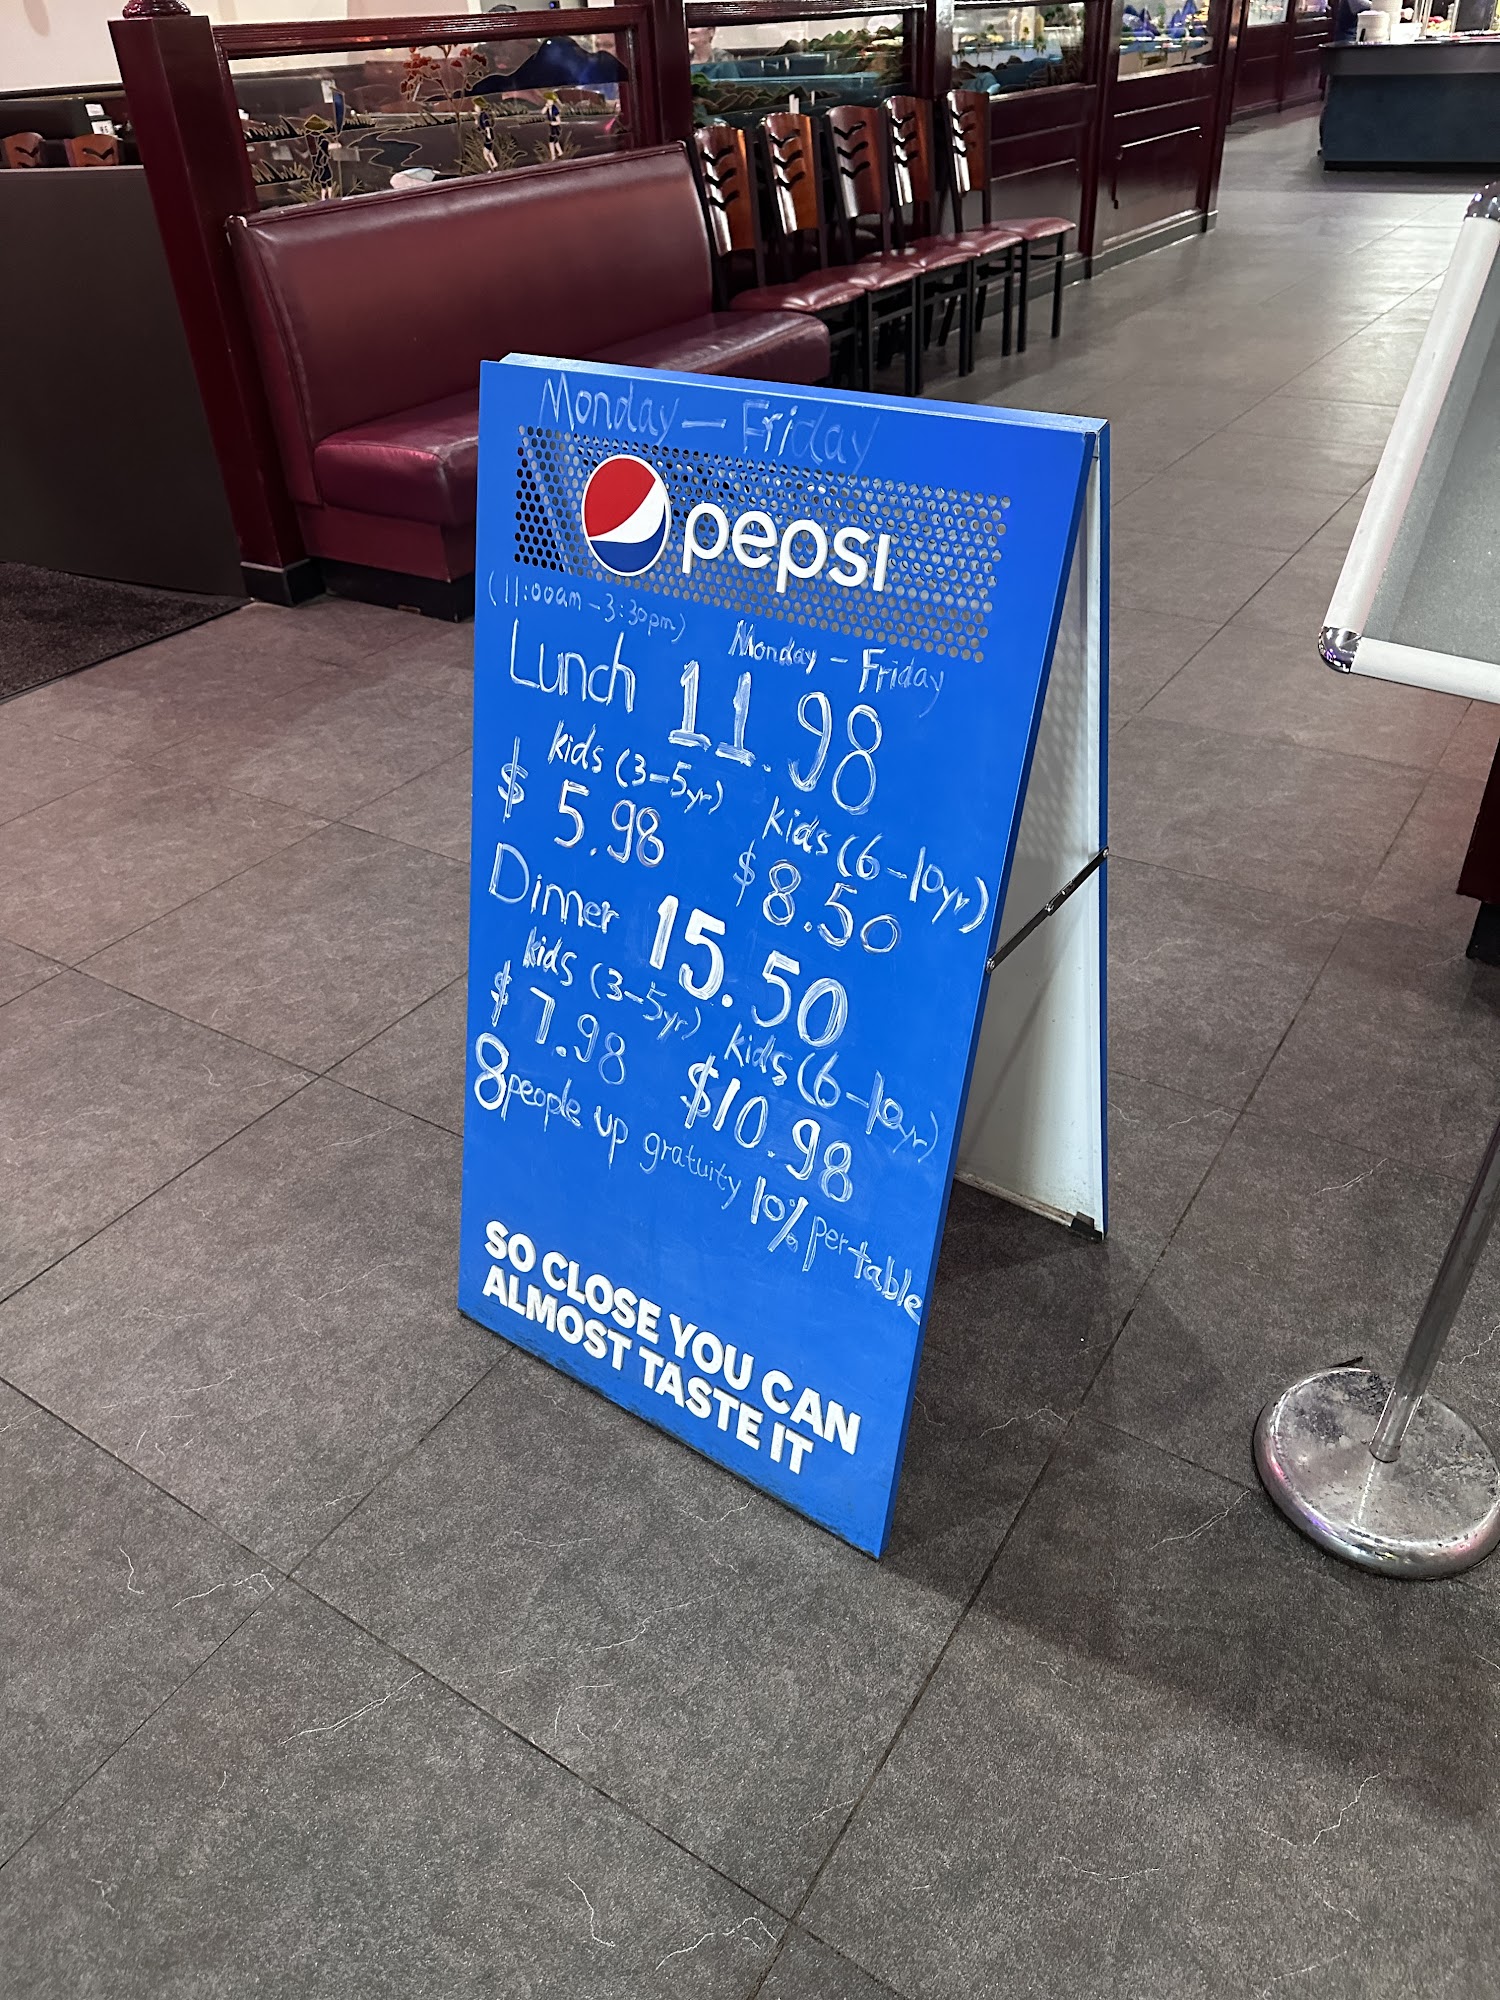 Monday - Friday
pepsi
(11:00am - 3:30pm)
Monday - Friday
Lunch 11.98
Kids (3-5yr)
$ 5.98
Kids (6-10yr)
$8.50
Dinner 15.50
Kids (3-5yr)
$ 7.98
Kids (6-10yr)
$10.98
8 people up gratuity 10% per table
SO CLOSE YOU CAN
ALMOST TASTE IT